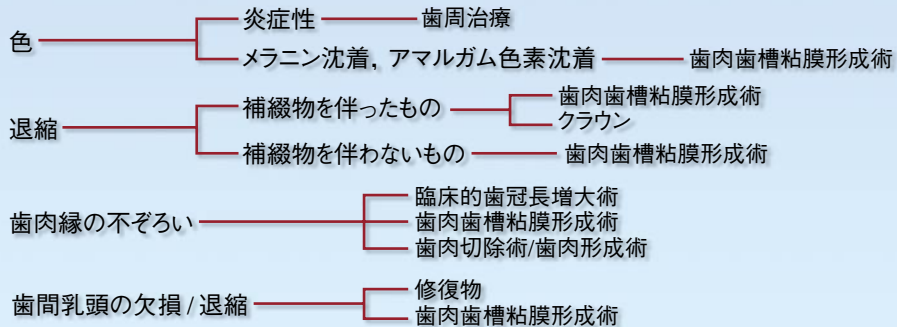 炎症性 歯周治療
色
メラニン沈着，アマルガム色素沈着 歯肉歯槽粘膜形成術
補綴物を伴ったもの 歯肉歯槽粘膜形成術
クラウン
退縮
補綴物を伴わないもの 歯肉歯槽粘膜形成術
臨床的歯冠長増大術
歯肉縁の不ぞろい 歯肉歯槽粘膜形成術
歯肉切除術/歯肉形成術
修復物
歯間乳頭の欠損 / 退縮
歯肉歯槽粘膜形成術